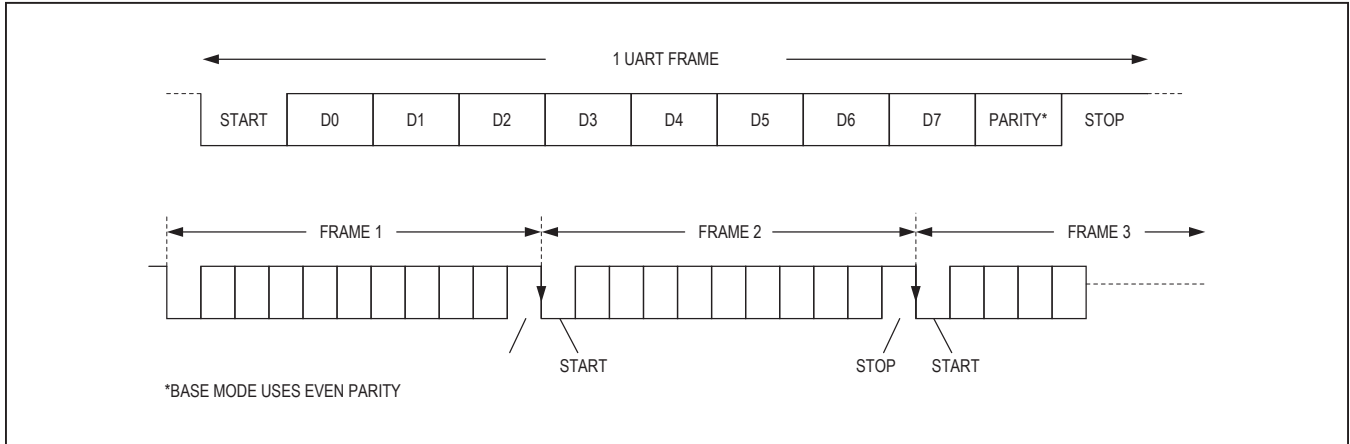 1 UART FRAME
START D0 D1 D2 D3 D4 D5 D6 D7 PARITY* STOP
FRAME 1 FRAME 2 FRAME 3
START STOP START
*BASE MODE USES EVEN PARITY